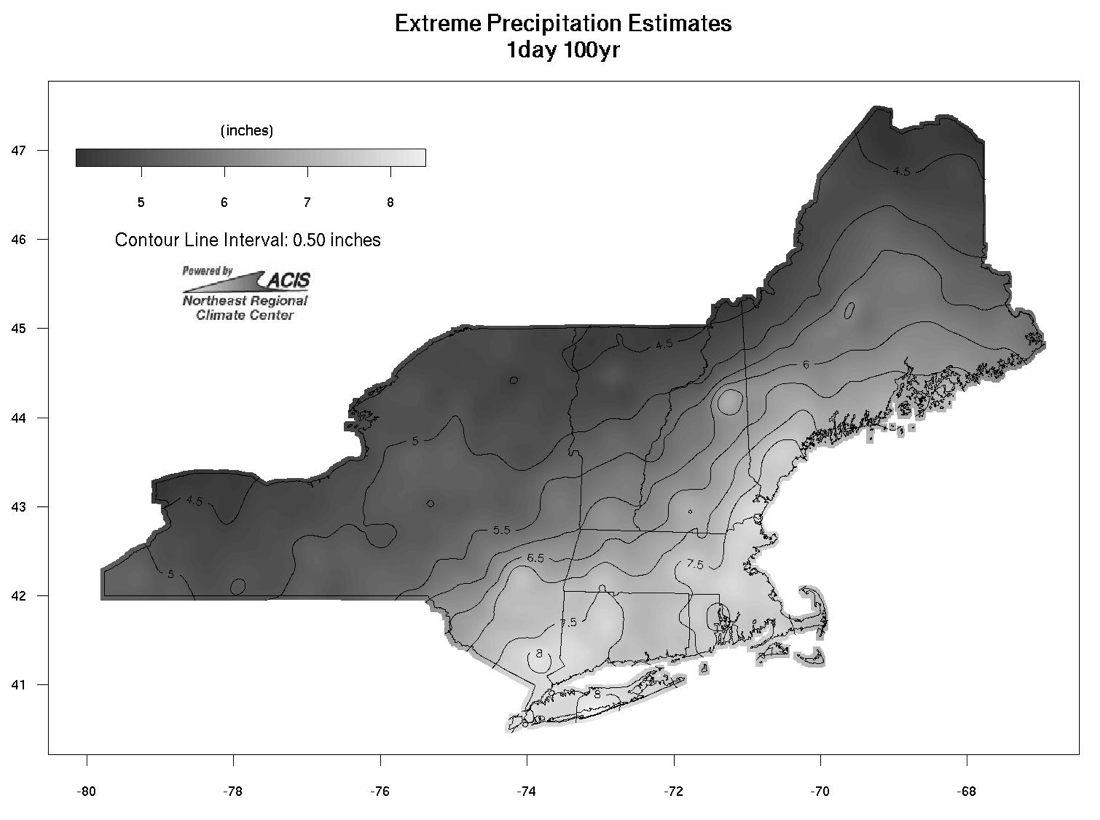 Extreme Precipitation Estimates
1day 100yr
(inches)
5 6 7 8
Contour Line Interval: 0.50 inches
Powered by ACIS
Northeast Regional
Climate Center
47
46
45
44
43
42
41
4.5
4.5
6
5
4.5
5.5
6.5
7.5
5
7.5
8
8
-80 -78 -76 -74 -72 -70 -68